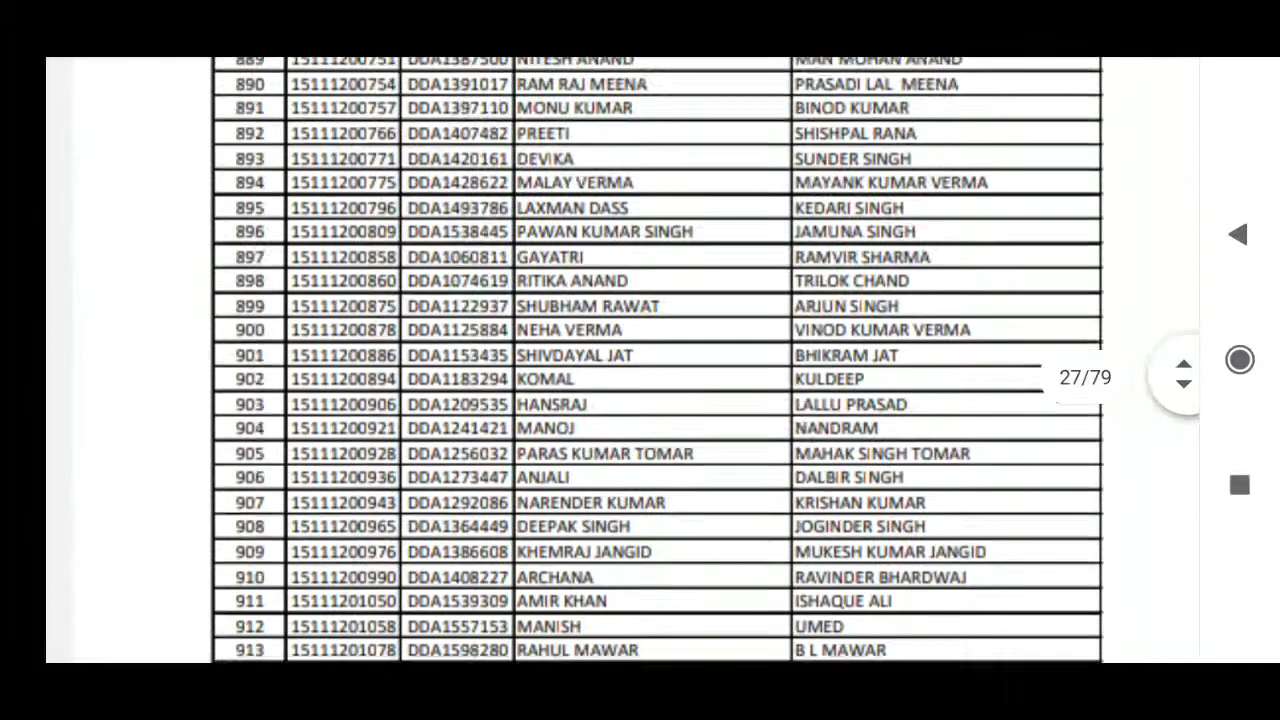 889 15111200751 DDA1387500 NITESH ANAND MAN MOHAN ANAND
890 15111200754 DDA1391017 RAM RAJ MEENA PRASADI LAL MEENA
891 15111200757 DDA1397110 MONU KUMAR BINOD KUMAR
892 15111200766 DDA1407482 PREETI SHISHPAL RANA
893 15111200771 DDA1420161 DEVIKA SUNDER SINGH
894 15111200775 DDA1428622 MALAY VERMA MAYANK KUMAR VERMA
895 15111200796 DDA1493786 LAXMAN DASS KEDARI SINGH
896 15111200809 DDA1538445 PAWAN KUMAR SINGH JAMUNA SINGH
897 15111200858 DDA1060811 GAYATRI RAMVIR SHARMA
898 15111200860 DDA1074619 RITIKA ANAND TRILOK CHAND
899 15111200875 DDA1122937 SHUBHAM RAWAT ARJUN SINGH
900 15111200878 DDA1125884 NEHA VERMA VINOD KUMAR VERMA
901 15111200886 DDA1153435 SHIVDAYAL JAT BHIKRAM JAT
902 15111200894 DDA1183294 KOMAL KULDEEP
27/79
903 15111200906 DDA1209535 HANSRAJ LALLU PRASAD
904 15111200921 DDA1241421 MANOJ NANDRAM
905 15111200928 DDA1256032 PARAS KUMAR TOMAR MAHAK SINGH TOMAR
906 15111200936 DDA1273447 ANJALI DALBIR SINGH
907 15111200943 DDA1292086 NARENDER KUMAR KRISHAN KUMAR
908 15111200965 DDA1364449 DEEPAK SINGH JOGINDER SINGH
909 15111200976 DDA1386608 KHEMRAJ JANGID MUKESH KUMAR JANGID
910 15111200990 DDA1408227 ARCHANA RAVINDER BHARDWAJ
911 15111201050 DDA1539309 AMIR KHAN ISHAQUE ALI
912 15111201058 DDA1557153 MANISH UMED
913 15111201078 DDA1598280 RAHUL MAWAR B L MAWAR